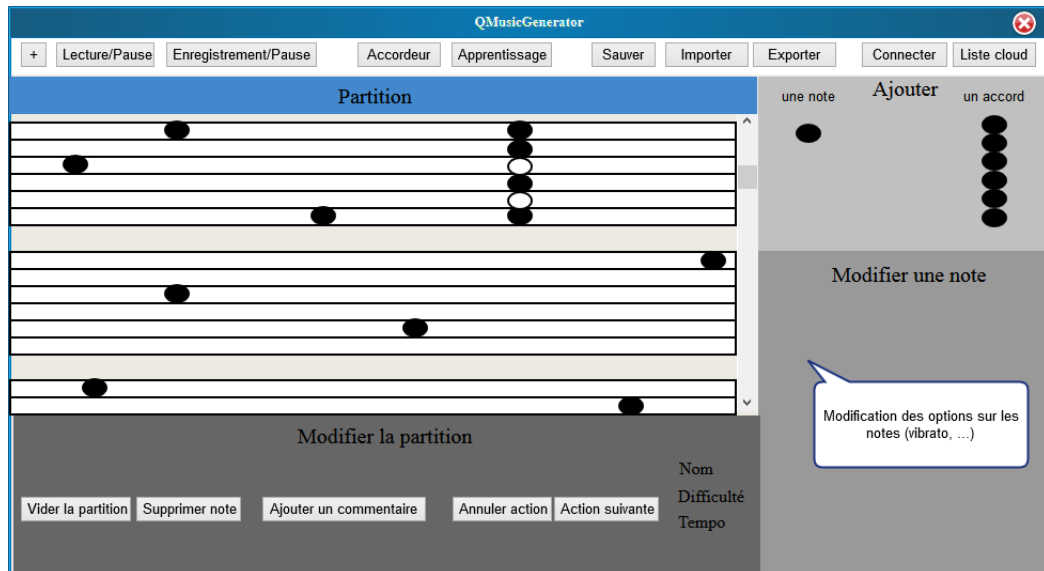 QMusicGenerator
+ Lecture/Pause Enregistrement/Pause Accordeur Apprentissage Sauver Importer Exporter Connecter Liste cloud
Partition
une note Ajouter un accord
Modifier une note
Modification des options sur les
notes (vibrato, ...)
Modifier la partition
Nom
Difficulté
Tempo
Vider la partition Supprimer note Ajouter un commentaire Annuler action Action suivante